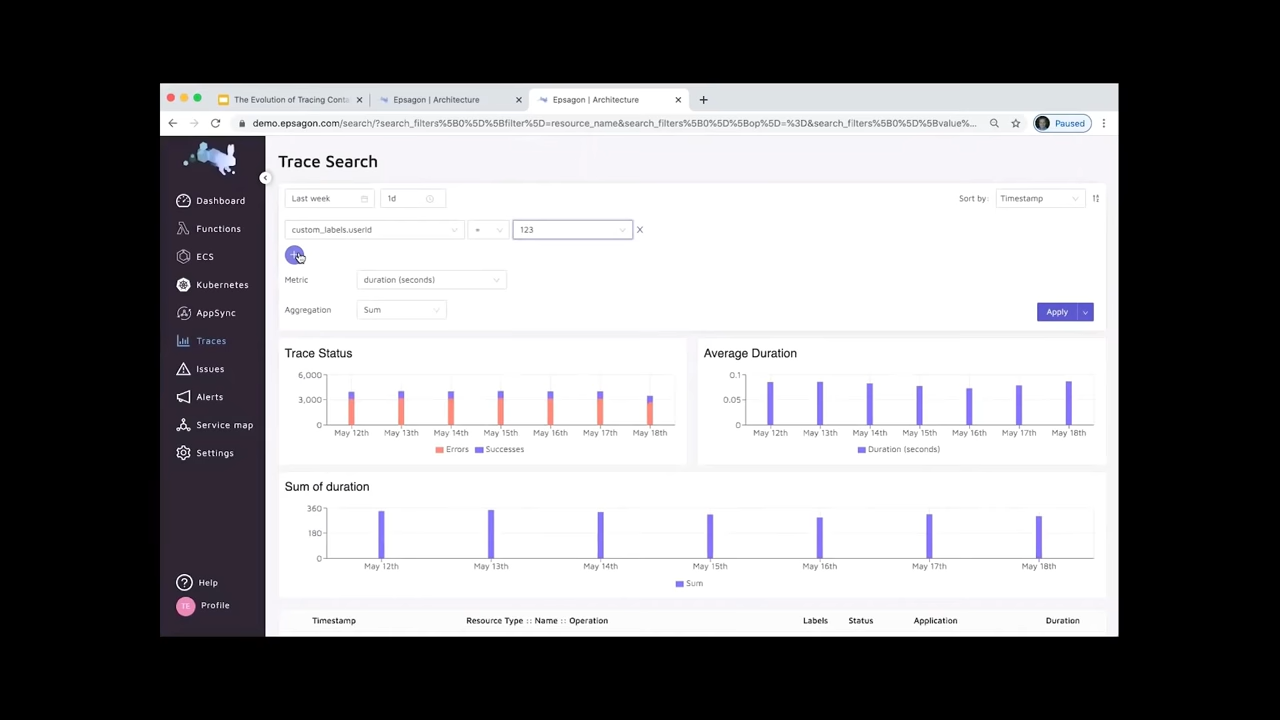 The Evolution of Tracing Conta
Epsagon | Architecture
Epsagon | Architecture
demo.epsagon.com/search/?search_filters%5B0%5D%5Bfilter%5D=resource_name&search_filters%5B0%5D%5Bop%5D=%3D&search_filters%5B0%5D%5Bvalue%...
Paused
Trace Search
Dashboard
Functions
ECS
Kubernetes
AppSync
Traces
Issues
Alerts
Service map
Settings
Help
TE
Profile
Last week
1d
Sort by:
Timestamp
custom_labels.userId
=
123
Metric
duration (seconds)
Aggregation
Sum
Apply
Trace Status
6,000
3,000
0
May 12th May 13th May 14th May 15th May 16th May 17th May 18th
Errors Successes
Average Duration
0.1
0.05
0
May 12th May 13th May 14th May 15th May 16th May 17th May 18th
Duration (seconds)
Sum of duration
360
180
0
May 12th May 13th May 14th May 15th May 16th May 17th May 18th
Sum
Timestamp Resource Type :: Name :: Operation Labels Status Application Duration